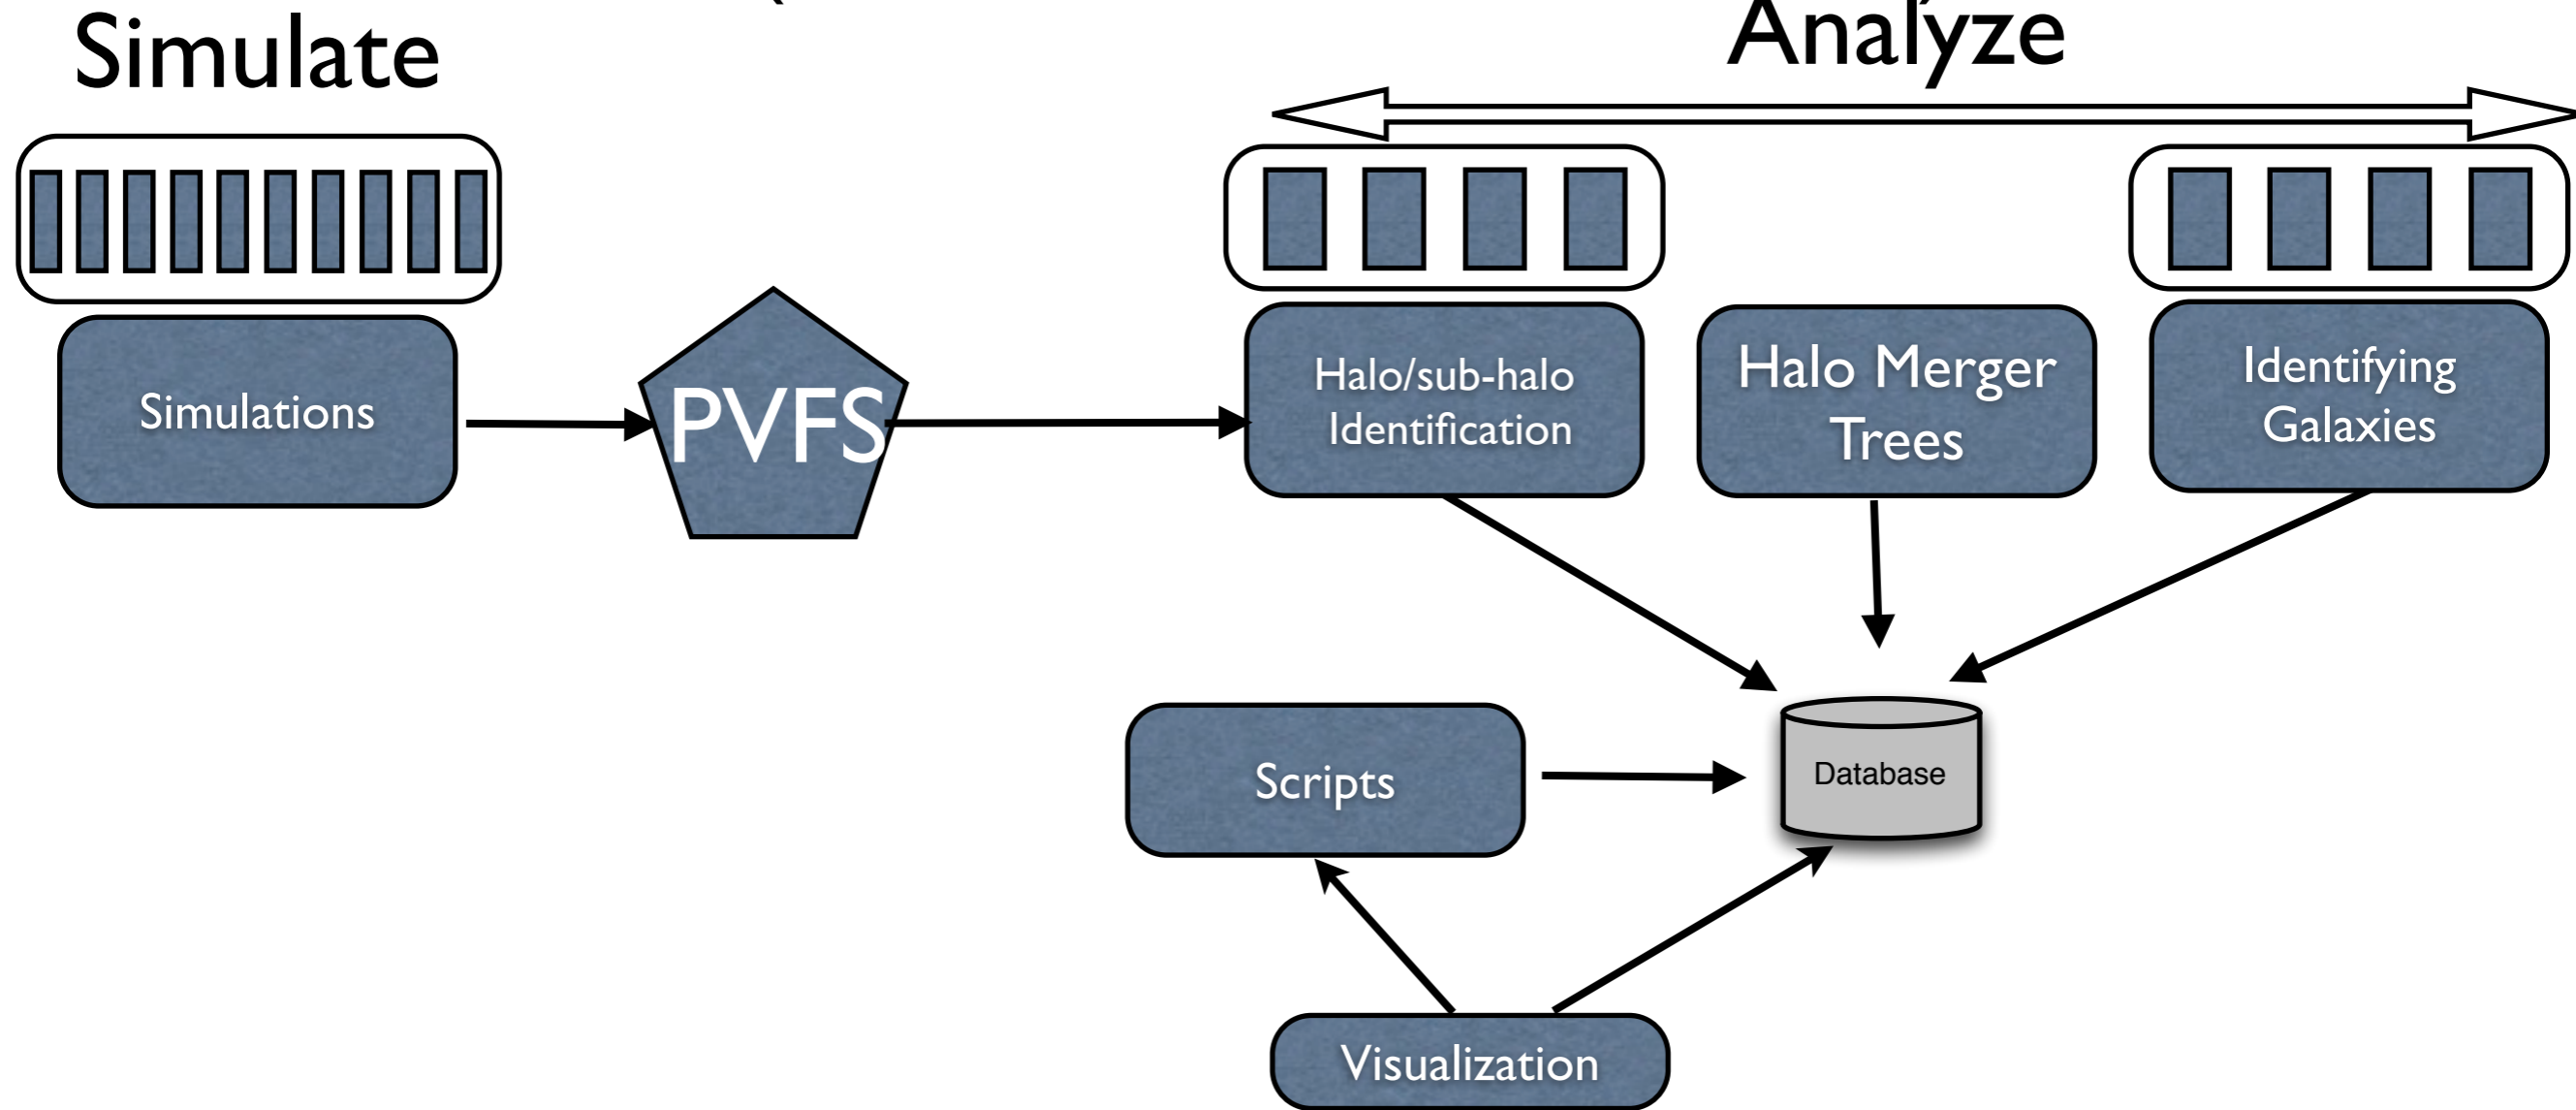 Simulate
Analyze
Simulations
PVFS
Halo/sub-halo
Identification
Halo Merger
Trees
Identifying
Galaxies
Scripts
Database
Visualization